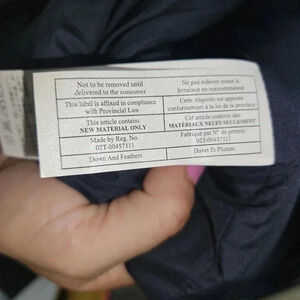 Not to be removed until
delivered to the consumer
Ne pas enlever avant la
livraison au consommateur
This label is affixed in compliance
with Provincial Law
Cette étiquette est apposée
conformément à la loi de la province
This article contains
NEW MATERIAL ONLY
Cet article contient des
MATÉRIAUX NEUFS SEULEMENT
Made by Reg. No.
02T-00457111
Fabriqué par N° de permis
02T-00457111
Down And Feathers
Duvet Et Plumes